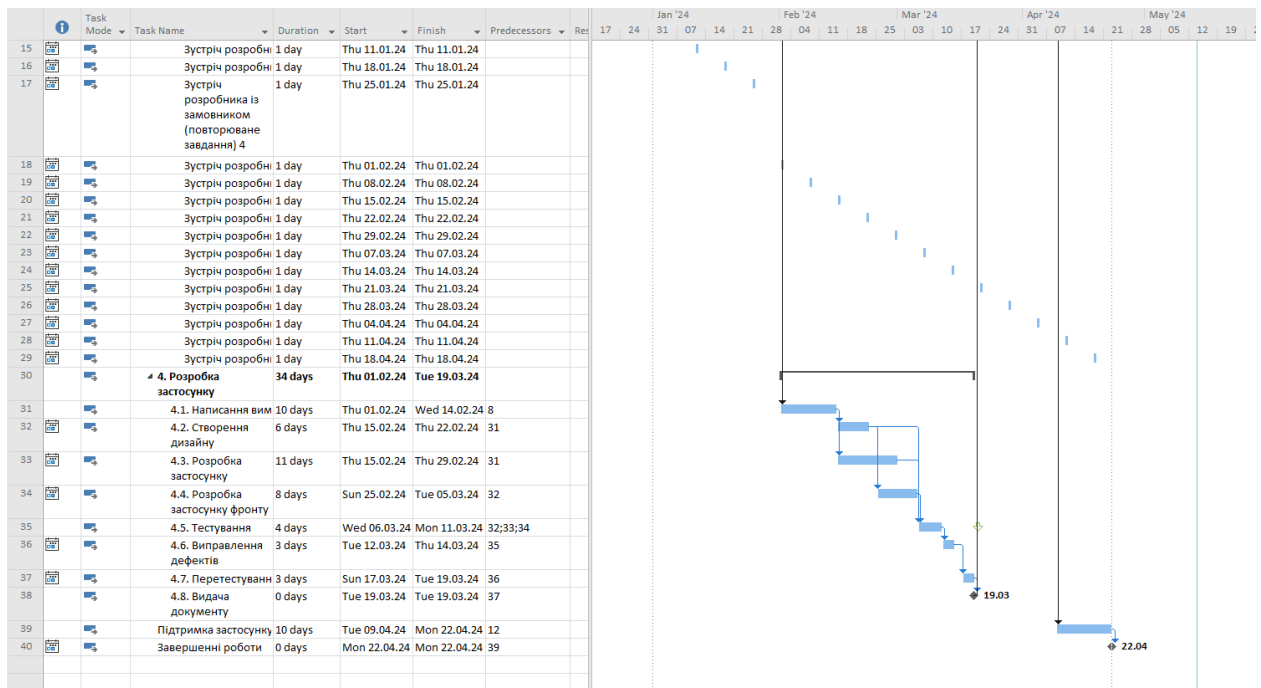 Jan '24 Feb '24 Mar '24 Apr '24 May '24
Task Mode Task Name Duration Start Finish Predecessors Res 17 24 31 07 14 21 28 04 11 18 25 03 10 17 24 31 07 14 21 28 05 12 19
15 Зустріч розробни 1 day Thu 11.01.24 Thu 11.01.24
16 Зустріч розробни 1 day Thu 18.01.24 Thu 18.01.24
17 Зустріч 1 day Thu 25.01.24 Thu 25.01.24
розробника із
замовником
(повторюване
завдання) 4
18 Зустріч розробни 1 day Thu 01.02.24 Thu 01.02.24
19 Зустріч розробни 1 day Thu 08.02.24 Thu 08.02.24
20 Зустріч розробни 1 day Thu 15.02.24 Thu 15.02.24
21 Зустріч розробни 1 day Thu 22.02.24 Thu 22.02.24
22 Зустріч розробни 1 day Thu 29.02.24 Thu 29.02.24
23 Зустріч розробни 1 day Thu 07.03.24 Thu 07.03.24
24 Зустріч розробни 1 day Thu 14.03.24 Thu 14.03.24
25 Зустріч розробни 1 day Thu 21.03.24 Thu 21.03.24
26 Зустріч розробни 1 day Thu 28.03.24 Thu 28.03.24
27 Зустріч розробни 1 day Thu 04.04.24 Thu 04.04.24
28 Зустріч розробни 1 day Thu 11.04.24 Thu 11.04.24
29 Зустріч розробни 1 day Thu 18.04.24 Thu 18.04.24
30 4. Розробка 34 days Thu 01.02.24 Tue 19.03.24
застосунку
31 4.1. Написання вим 10 days Thu 01.02.24 Wed 14.02.24 8
32 4.2. Створення 6 days Thu 15.02.24 Thu 22.02.24 31
дизайну
33 4.3. Розробка 11 days Thu 15.02.24 Thu 29.02.24 31
застосунку
34 4.4. Розробка 8 days Sun 25.02.24 Tue 05.03.24 32
застосунку фронту
35 4.5. Тестування 4 days Wed 06.03.24 Mon 11.03.24 32;33;34
36 4.6. Виправлення 3 days Tue 12.03.24 Thu 14.03.24 35
дефектів
37 4.7. Перетестуванн 3 days Sun 17.03.24 Tue 19.03.24 36
38 4.8. Видача 0 days Tue 19.03.24 Tue 19.03.24 37 19.03
документу
39 Підтримка застосунку 10 days Tue 09.04.24 Mon 22.04.24 12
40 Завершенні роботи 0 days Mon 22.04.24 Mon 22.04.24 39 22.04